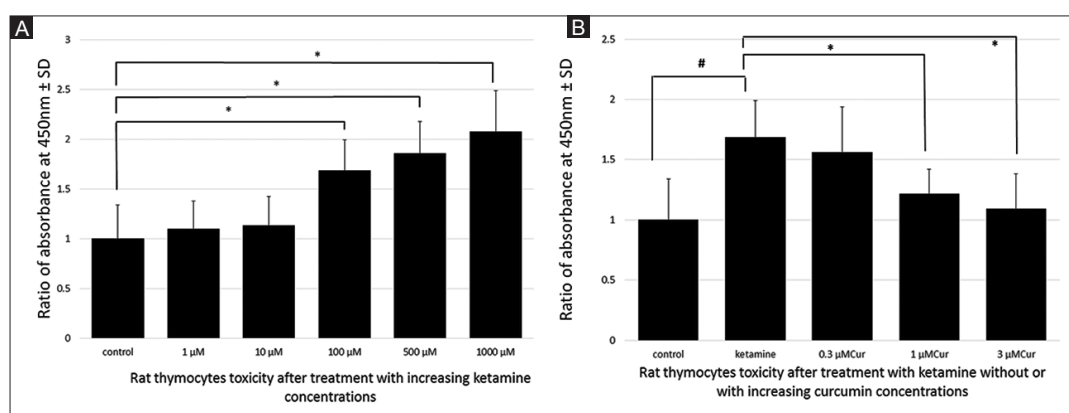 A
Ratio of absorbance at 450nm ± SD
3
2.5
2
1.5
1
0.5
0
*
*
*
control 1 µM 10 µM 100 µM 500 µM 1000 µM
Rat thymocytes toxicity after treatment with increasing ketamine
concentrations
B
Ratio of absorbance at 450nm ± SD
2.5
2
1.5
1
0.5
0
#
*
*
control ketamine 0.3 µMCur 1 µMCur 3 µMCur
Rat thymocytes toxicity after treatment with ketamine without or
with increasing curcumin concentrations